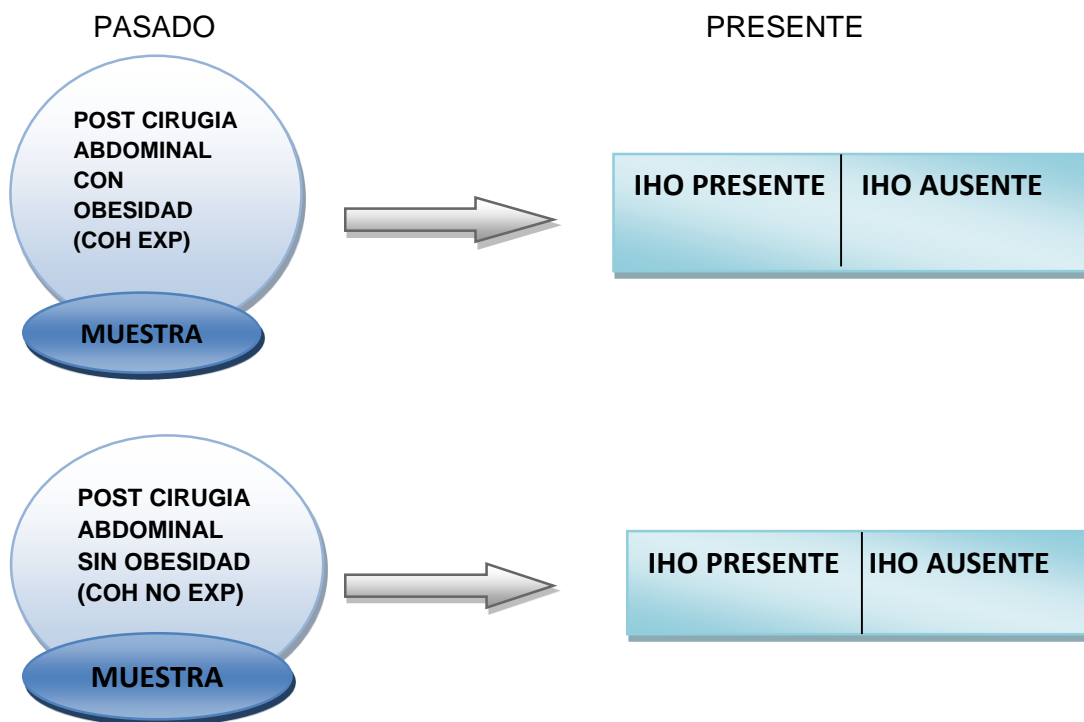 PASADO
PRESENTE
POST CIRUGIA
ABDOMINAL
CON
OBESIDAD
(COH EXP)
MUESTRA
IHO PRESENTE
IHO AUSENTE
POST CIRUGIA
ABDOMINAL
SIN OBESIDAD
(COH NO EXP)
MUESTRA
IHO PRESENTE
IHO AUSENTE